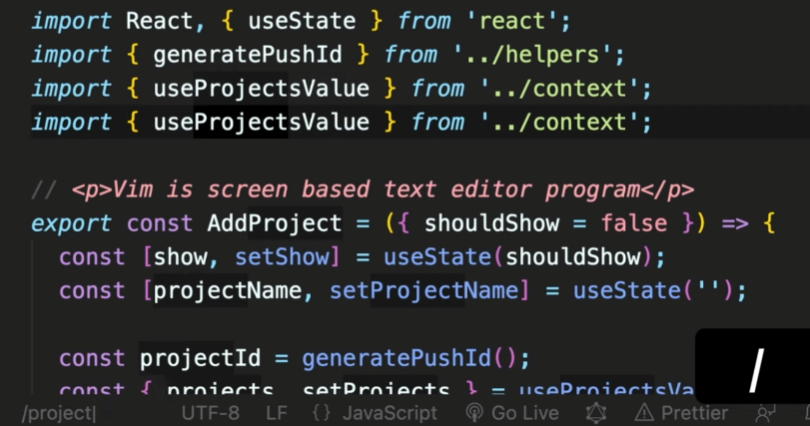 import React, { useState } from 'react';
import { generatePushId } from '../helpers';
import { useProjectsValue } from '../context';
import { useProjectsValue } from '../context';
// <p>Vim is screen based text editor program</p>
export const AddProject = ({ shouldShow = false }) => {
const [show, setShow] = useState(shouldShow);
const [projectName, setProjectName] = useState('');
const projectId = generatePushId();
const { projects, setProjects } = useProjectsVa
/
/project| UTF-8 LF {} JavaScript Go Live Prettier